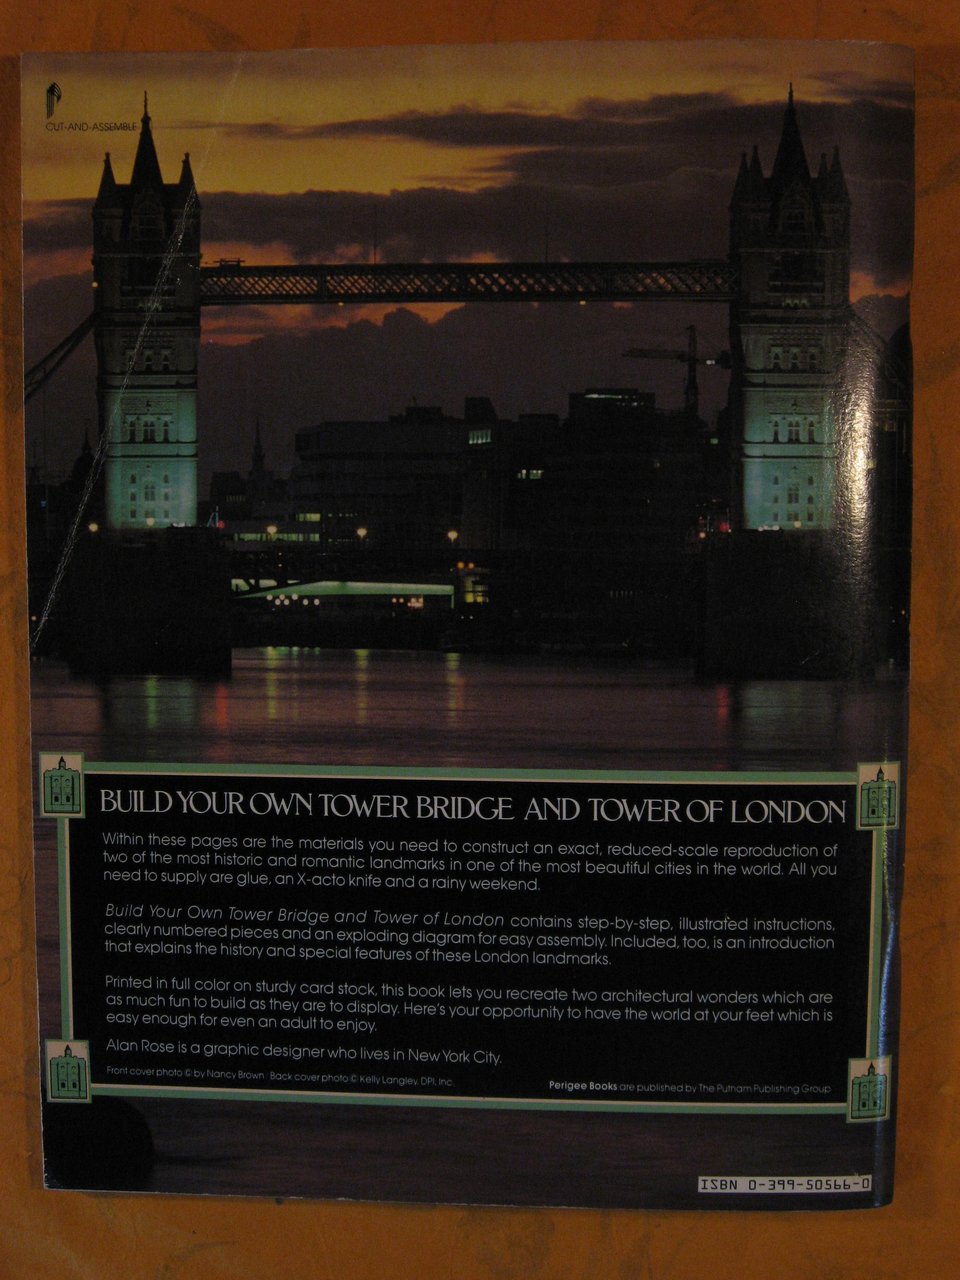 CUT-AND-ASSEMBLE
BUILD YOUR OWN TOWER BRIDGE AND TOWER OF LONDON
Within these pages are the materials you need to construct an exact, reduced-scale reproduction of
two of the most historic and romantic landmarks in one of the most beautiful cities in the world. All you
need to supply are glue, an X-acto knife and a rainy weekend.
Build Your Own Tower Bridge and Tower of London contains step-by-step, illustrated instructions,
clearly numbered pieces and an exploding diagram for easy assembly. Included, too, is an introduction
that explains the history and special features of these London landmarks.
Printed in full color on sturdy card stock, this book lets you recreate two architectural wonders which are
as much fun to build as they are to display. Here's your opportunity to have the world at your feet which is
easy enough for even an adult to enjoy.
Alan Rose is a graphic designer who lives in New York City.
Front cover photo © by Nancy Brown Back cover photo © Kelly Langley, DPI, Inc.
Perigee Books are published by The Putnam Publishing Group
ISBN 0-399-50566-0